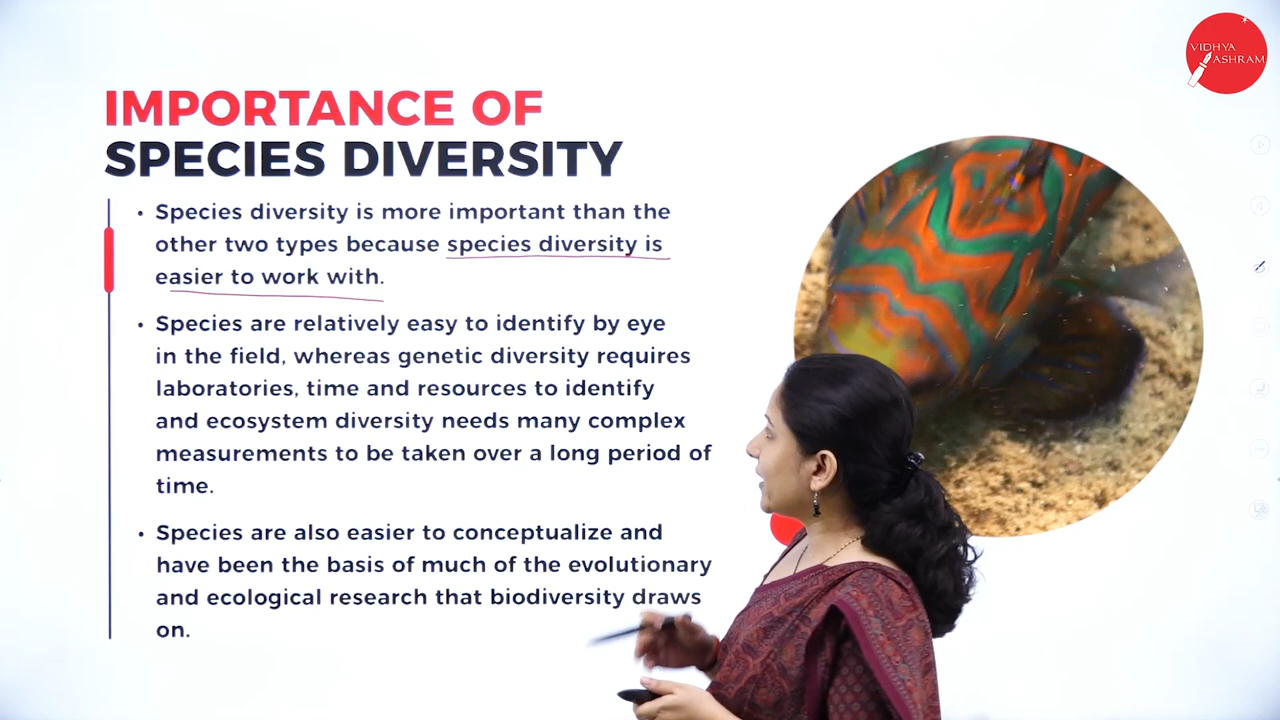 VIDHYA
ASHRAM
IMPORTANCE OF
SPECIES DIVERSITY
• Species diversity is more important than the
other two types because species diversity is
easier to work with.
• Species are relatively easy to identify by eye
in the field, whereas genetic diversity requires
laboratories, time and resources to identify
and ecosystem diversity needs many complex
measurements to be taken over a long period of
time.
• Species are also easier to conceptualize and
have been the basis of much of the evolutionary
and ecological research that biodiversity draws
on.